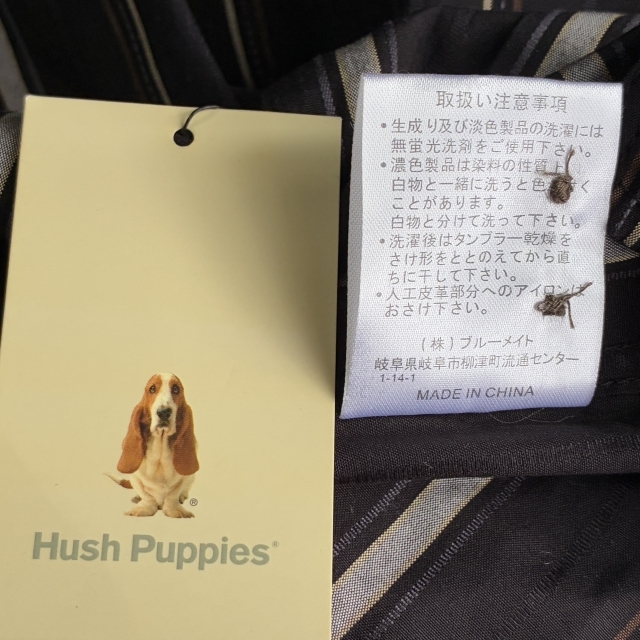 Hush Puppies®
®
取扱い注意事項
・生成り及び淡色製品の洗濯には
無蛍光洗剤をご使用下さい。
・濃色製品は染料の性質上
白物と一緒に洗うと色 く
ことがあります。
白物と分けて洗って下さい。
・洗濯後はタンブラー乾燥を
さけ形をととのえてから直
ちに干して下さい。
・人工皮革部分へのアイロンは
おさけ下さい。
(株)ブルーメイト
岐阜県岐阜市柳津町流通センター
1-14-1
MADE IN CHINA